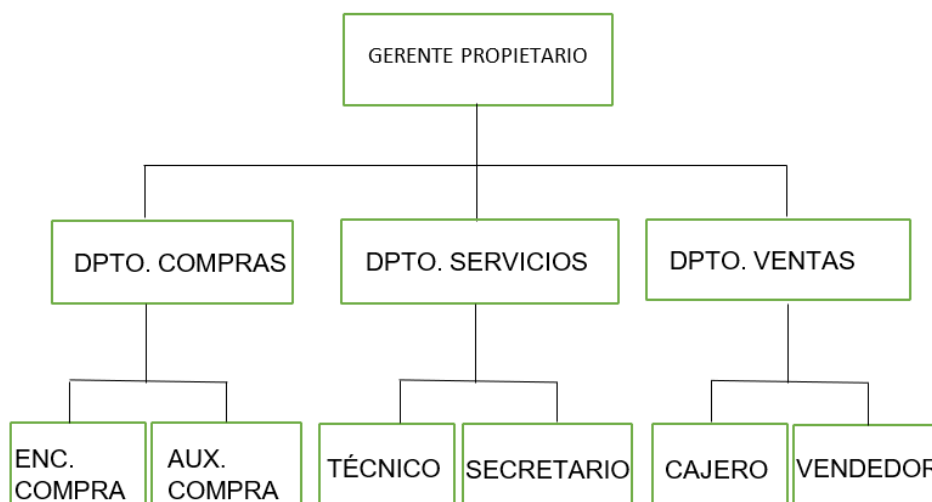 GERENTE PROPIETARIO
DPTO. COMPRAS
DPTO. SERVICIOS
DPTO. VENTAS
ENC.
COMPRA
AUX.
COMPRA
TÉCNICO
SECRETARIO
CAJERO
VENDEDOR